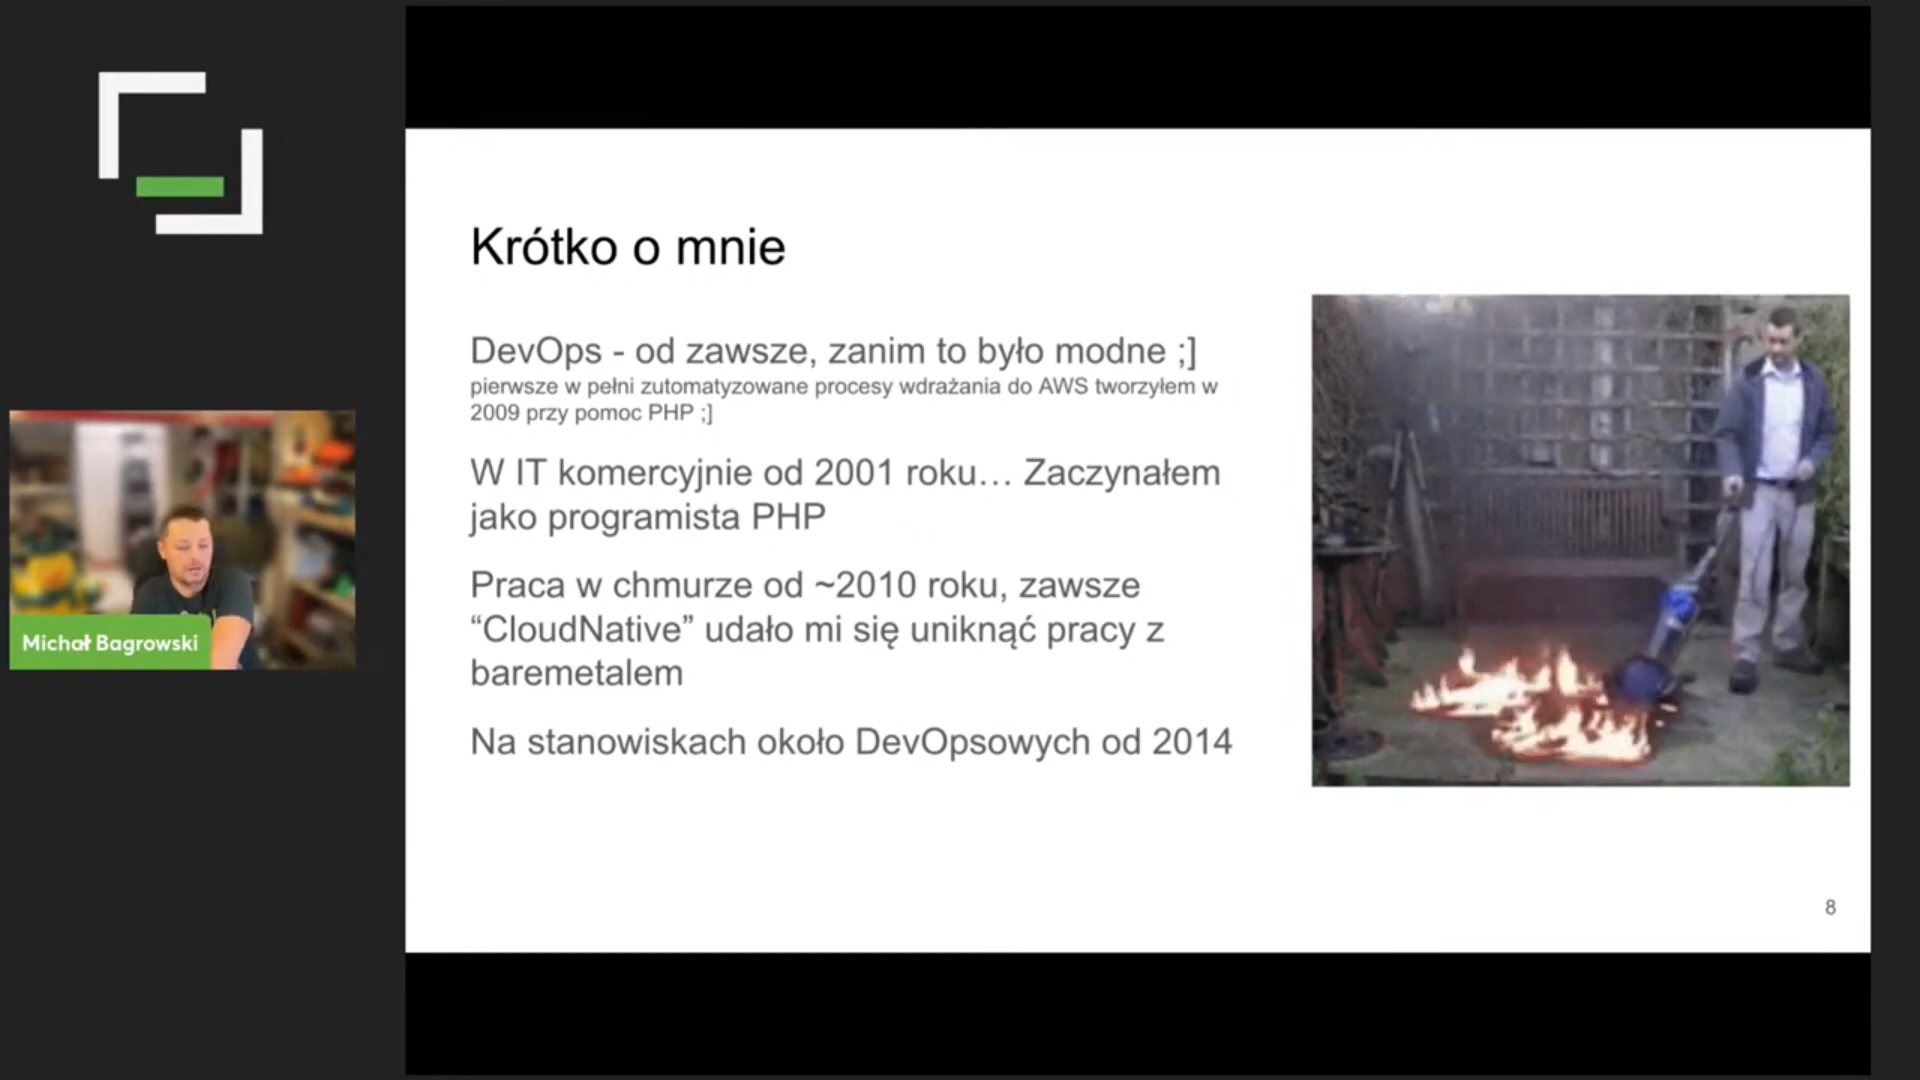 Krótko o mnie
DevOps - od zawsze, zanim to było modne ;]
pierwsze w pełni zutomatyzowane procesy wdrażania do AWS tworzyłem w
2009 przy pomoc PHP ;]
W IT komercyjnie od 2001 roku… Zaczynałem
jako programista PHP
Praca w chmurze od ~2010 roku, zawsze
“CloudNative” udało mi się uniknąć pracy z
baremetalem
Na stanowiskach około DevOpsowych od 2014
Michał Bagrowski
8